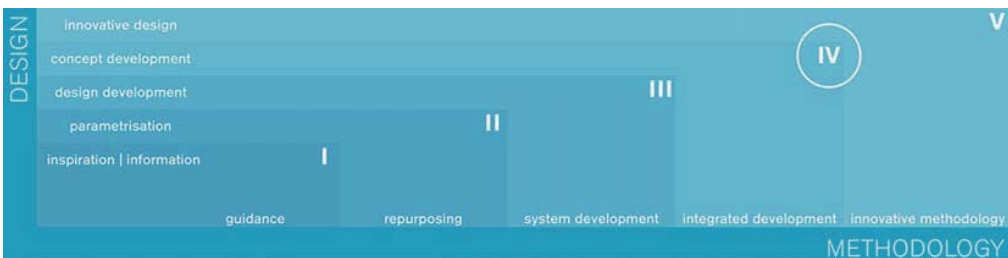 DESIGN
innovative design
V
concept development
IV
design development
III
parametrisation
II
inspiration | information
I
guidance
repurposing
system development
integrated development
innovative methodology
METHODOLOGY